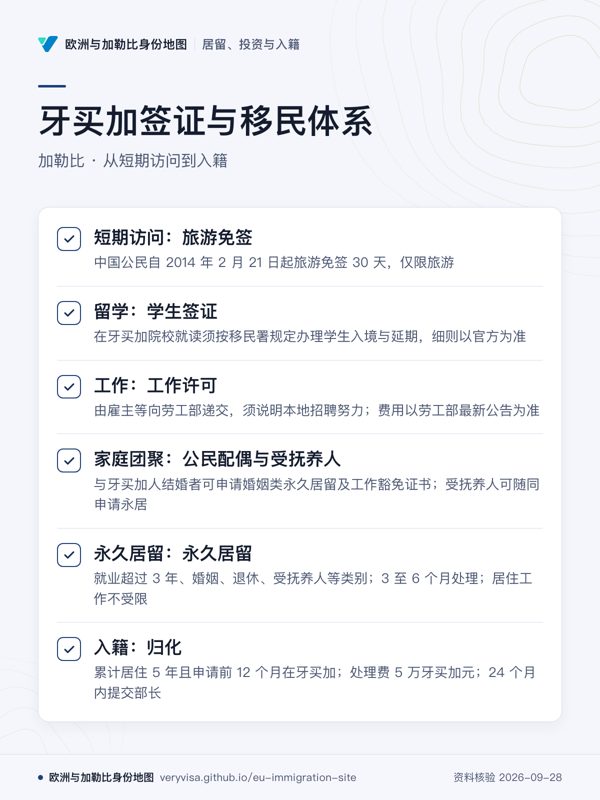 欧洲与加勒比身份地图 居留、投资与入籍
牙买加签证与移民体系
加勒比 · 从短期访问到入籍
短期访问：旅游免签
中国公民自 2014 年 2 月 21 日起旅游免签 30 天，仅限旅游
留学：学生签证
在牙买加院校就读须按移民署规定办理学生入境与延期，细则以官方为准
工作：工作许可
由雇主等向劳工部递交，须说明本地招聘努力；费用以劳工部最新公告为准
家庭团聚：公民配偶与受抚养人
与牙买加人结婚者可申请婚姻类永久居留及工作豁免证书；受抚养人可随同
申请永居
永久居留：永久居留
就业超过 3 年、婚姻、退休、受抚养人等类别；3 至 6 个月处理；居住工
作不受限
入籍：归化
累计居住 5 年且申请前 12 个月在牙买加；处理费 5 万牙买加元；24 个月
内提交部长
欧洲与加勒比身份地图 veryvisa.github.io/eu-immigration-site 资料核验 2026-09-28